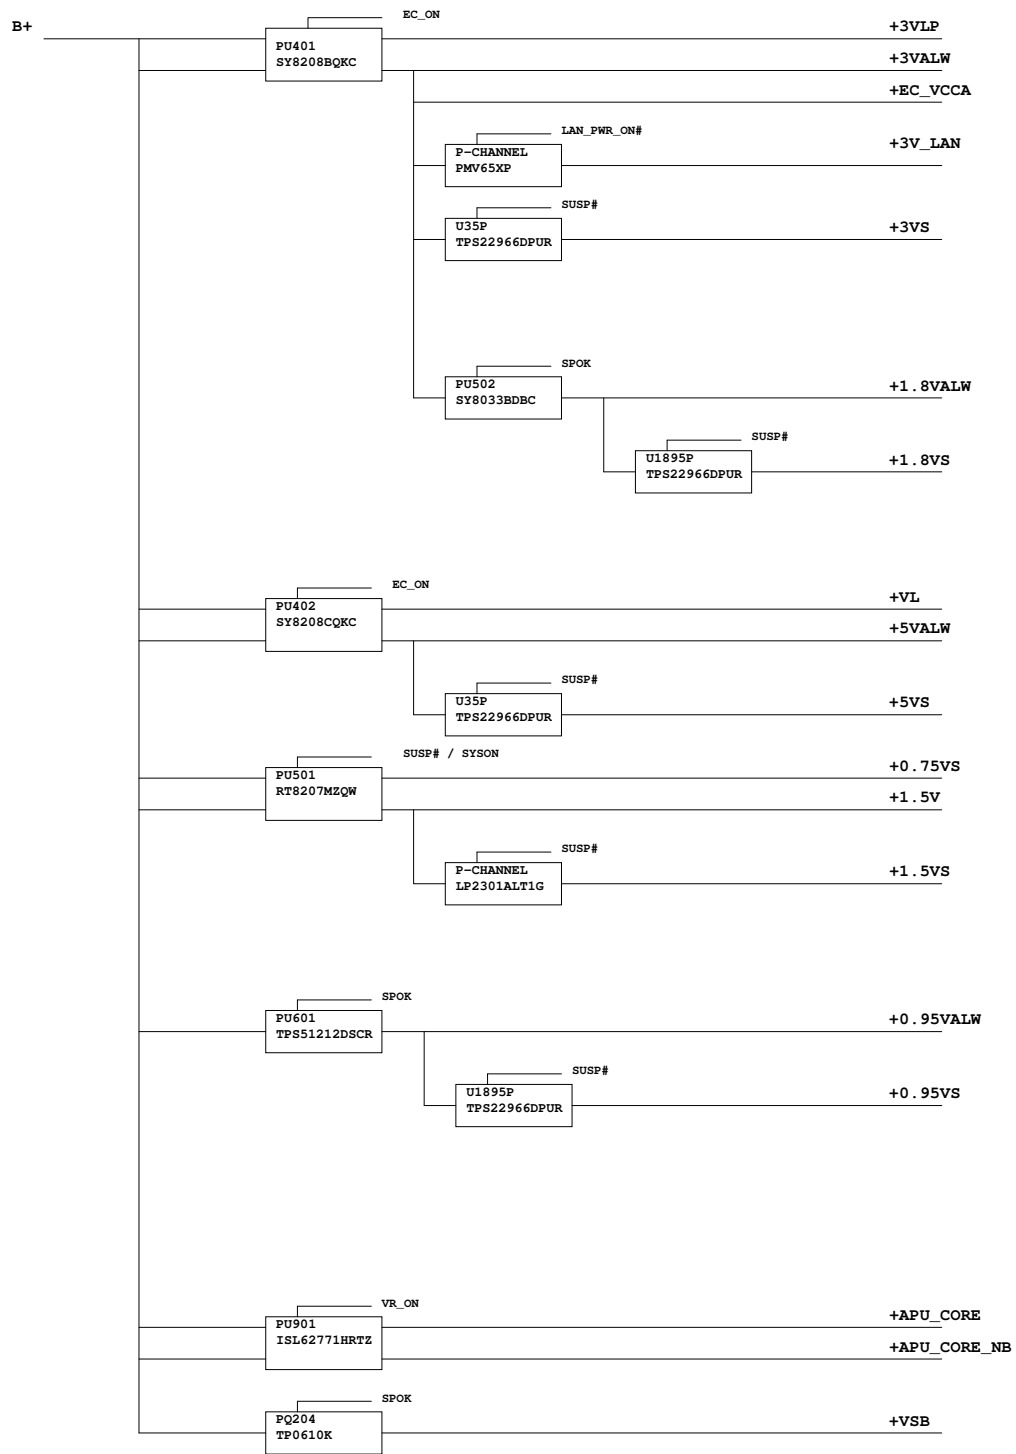 EC_ON
B+
+3VLP
PU401
SY8208BQKC
+3VALW
+EC_VCCA
LAN_PWR_ON#
+3V_LAN
P-CHANNEL
PMV65XP
SUSP#
+3VS
U35P
TPS22966DPUR
SPOK
PU502
SY8033BDBC
+1.8VALW
SUSP#
U1895P
TPS22966DPUR
+1.8VS
EC_ON
+VL
PU402
SY8208CQKC
+5VALW
SUSP#
U35P
TPS22966DPUR
+5VS
SUSP# / SYSON
+0.75VS
PU501
RT8207MZQW
+1.5V
SUSP#
P-CHANNEL
LP2301ALT1G
+1.5VS
SPOK
PU601
TPS51212DSCR
+0.95VALW
SUSP#
U1895P
TPS22966DPUR
+0.95VS
VR_ON
+APU_CORE
PU901
ISL62771HRTZ
+APU_CORE_NB
SPOK
PQ204
TP0610K
+VSB